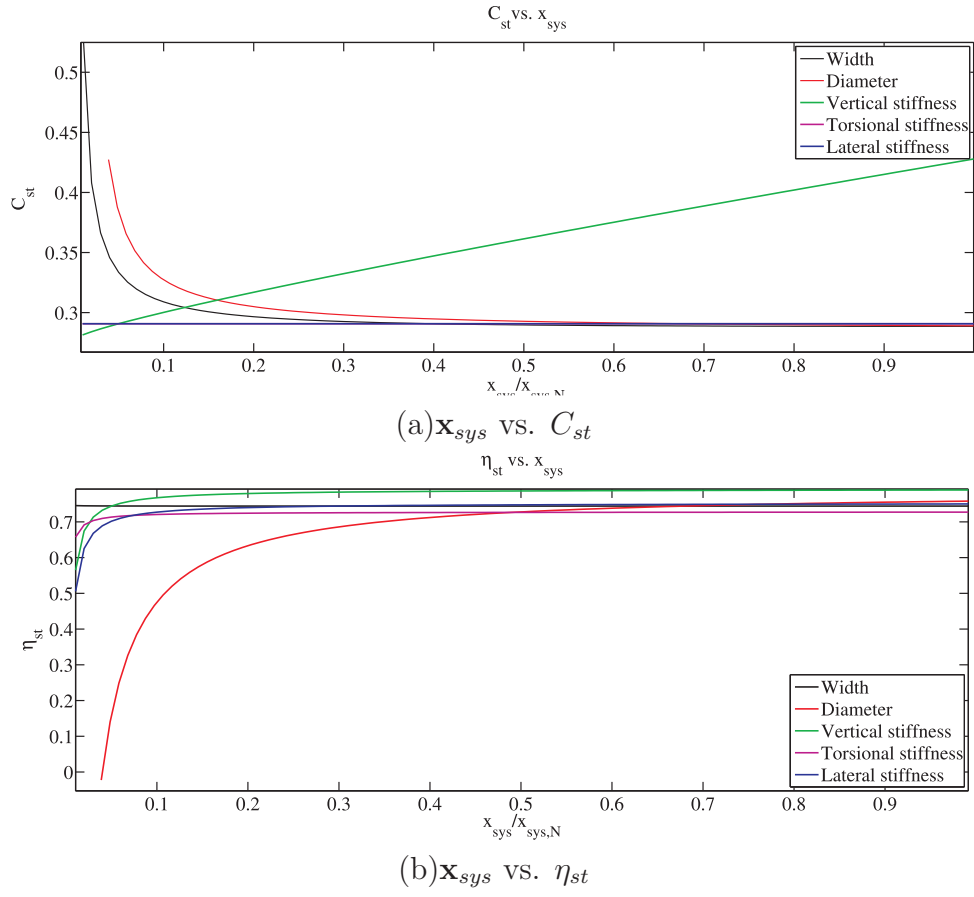 C_st vs. x_sys
0.5
0.45
0.4
0.35
0.3
C_st
Width
Diameter
Vertical stiffness
Torsional stiffness
Lateral stiffness
0.1 0.2 0.3 0.4 0.5 0.6 0.7 0.8 0.9
x_sys/x_sys,N
(a)x_sys vs. C_st
η_st vs. x_sys
0.7
0.6
0.5
0.4
0.3
0.2
0.1
0
η_st
Width
Diameter
Vertical stiffness
Torsional stiffness
Lateral stiffness
0.1 0.2 0.3 0.4 0.5 0.6 0.7 0.8 0.9
x_sys/x_sys,N
(b)x_sys vs. η_st